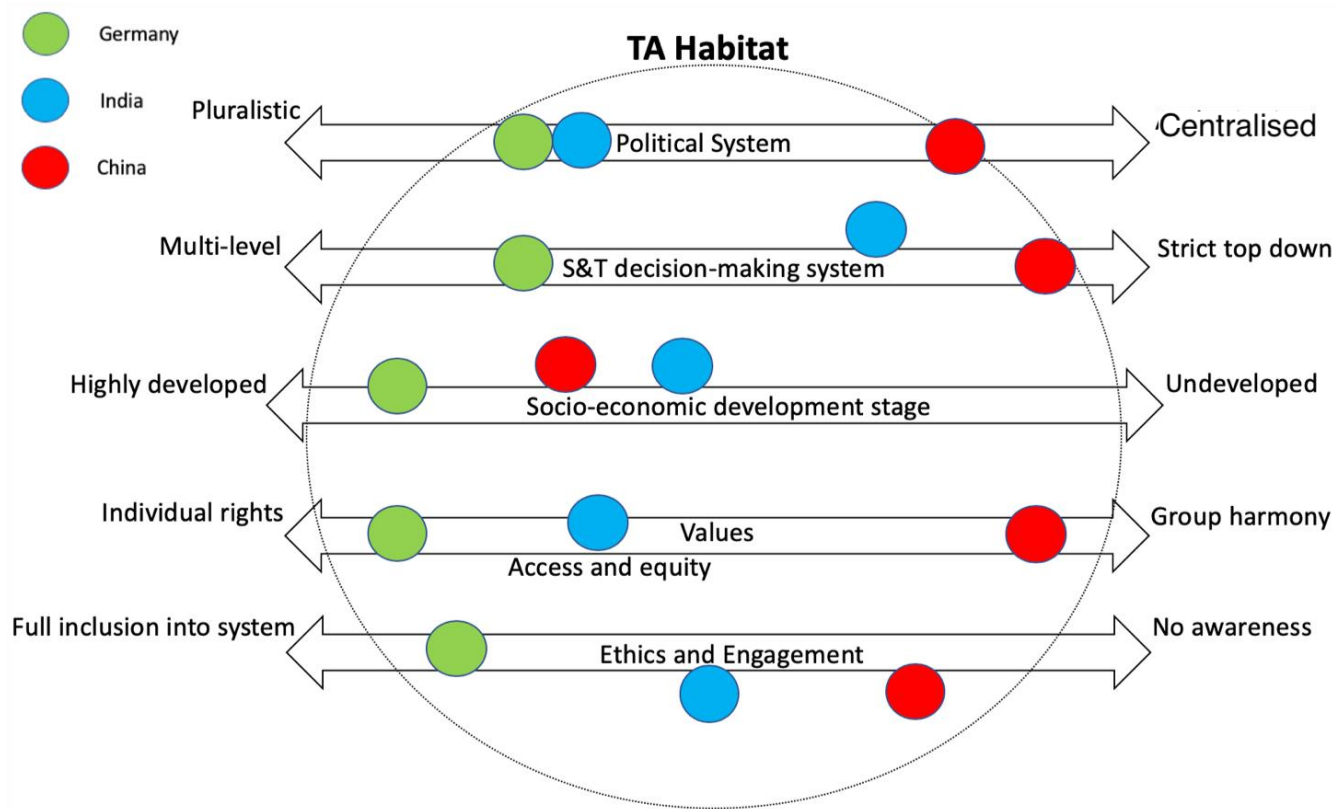 Germany
India
China
TA Habitat
Pluralistic
Political System
Centralised
Multi-level
S&T decision-making system
Strict top down
Highly developed
Socio-economic development stage
Undeveloped
Individual rights
Values
Group harmony
Access and equity
Full inclusion into system
Ethics and Engagement
No awareness